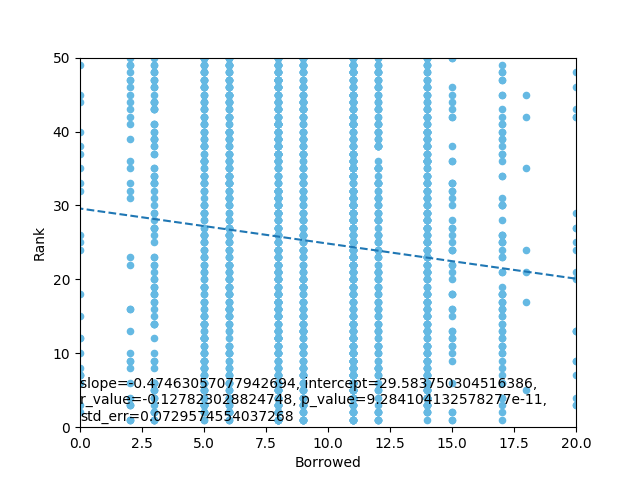 50
40
30
20
10
0
Rank
slope=-0.47463057077942694, intercept=29.583750304516386,
r_value=-0.127823028824748, p_value=9.284104132578277e-11,
std_err=0.0729574554037268
0.0 2.5 5.0 7.5 10.0 12.5 15.0 17.5 20.0
Borrowed